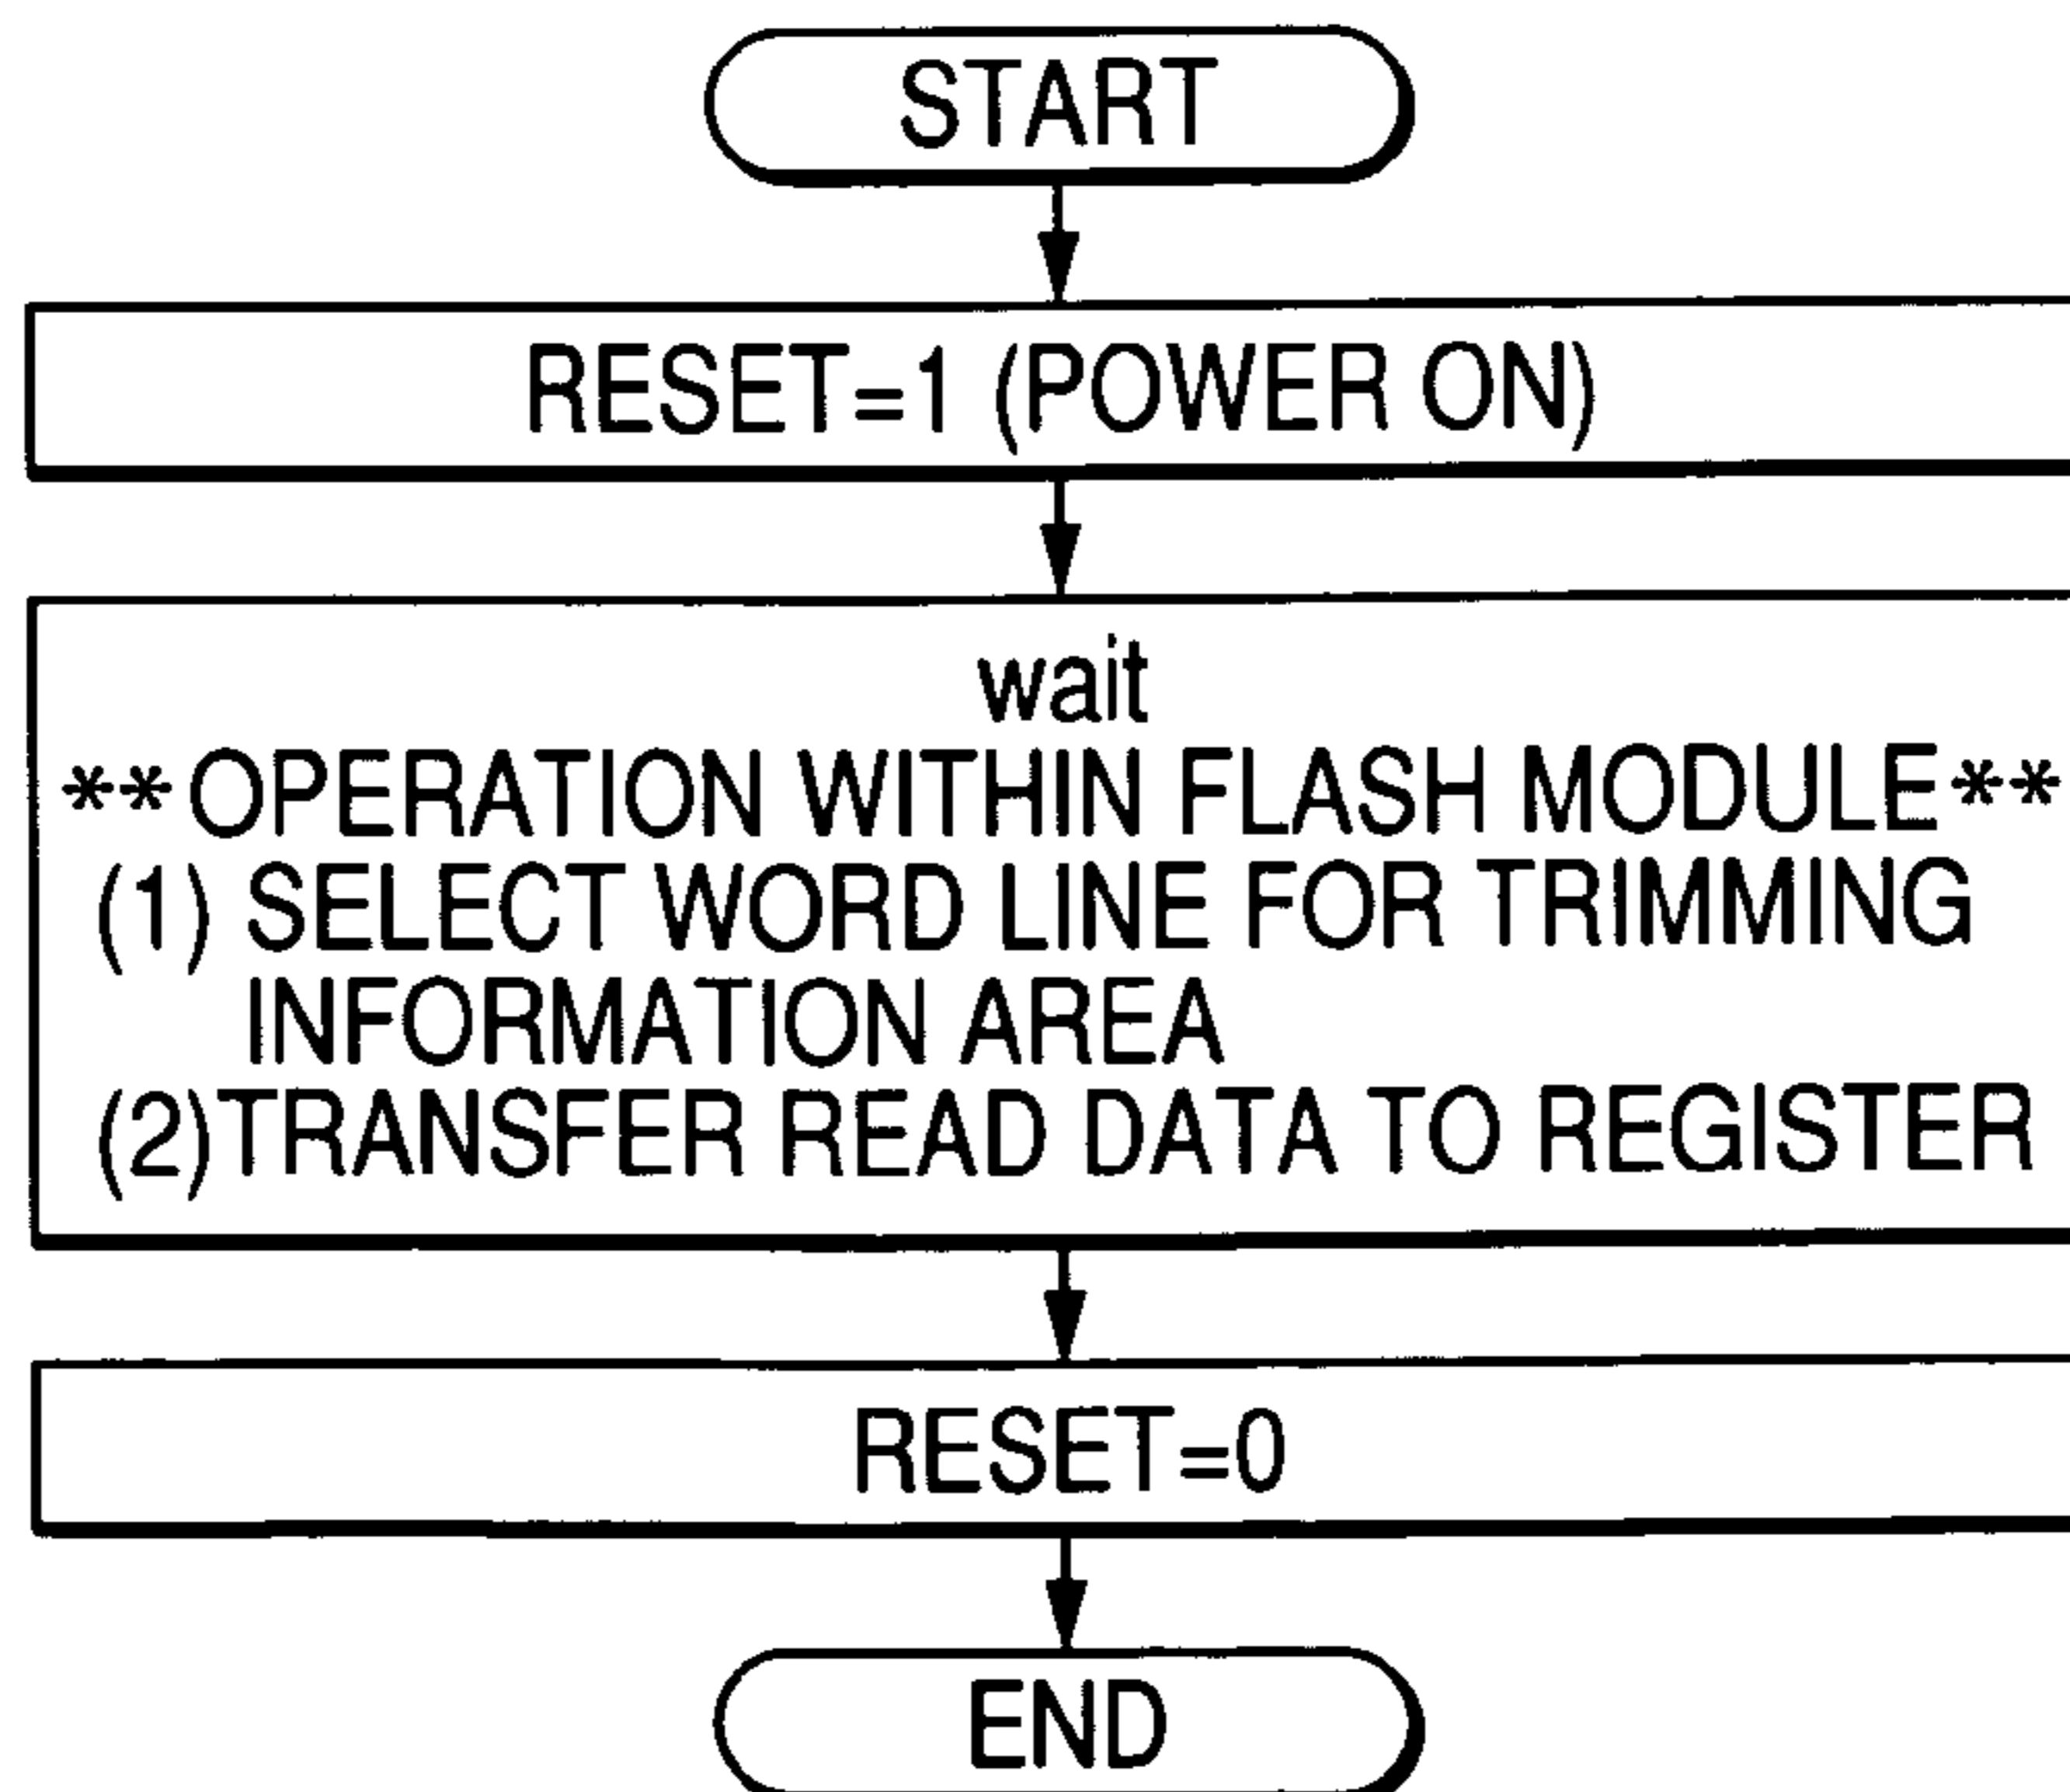 START
RESET=1 (POWER ON)
wait
**OPERATION WITHIN FLASH MODULE**
(1) SELECT WORD LINE FOR TRIMMING
INFORMATION AREA
(2)TRANSFER READ DATA TO REGISTER
RESET=0
END